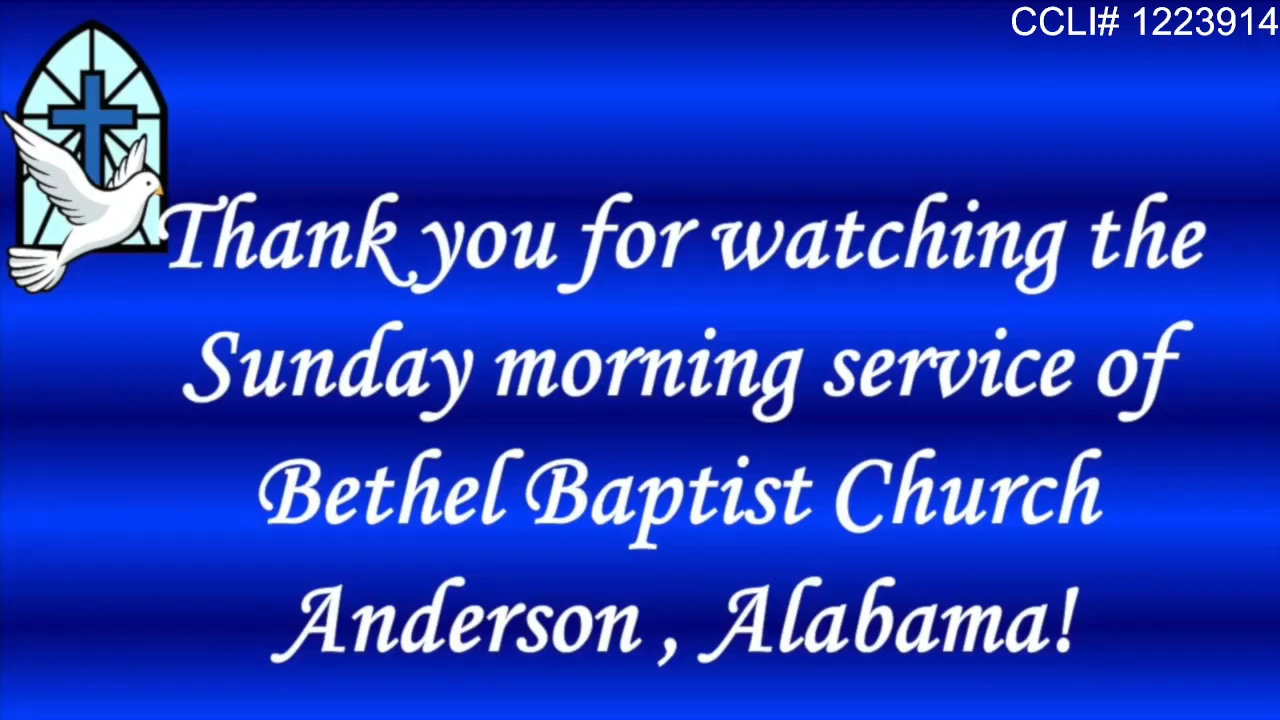 CCLI# 1223914
Thank you for watching the
Sunday morning service of
Bethel Baptist Church
Anderson , Alabama!